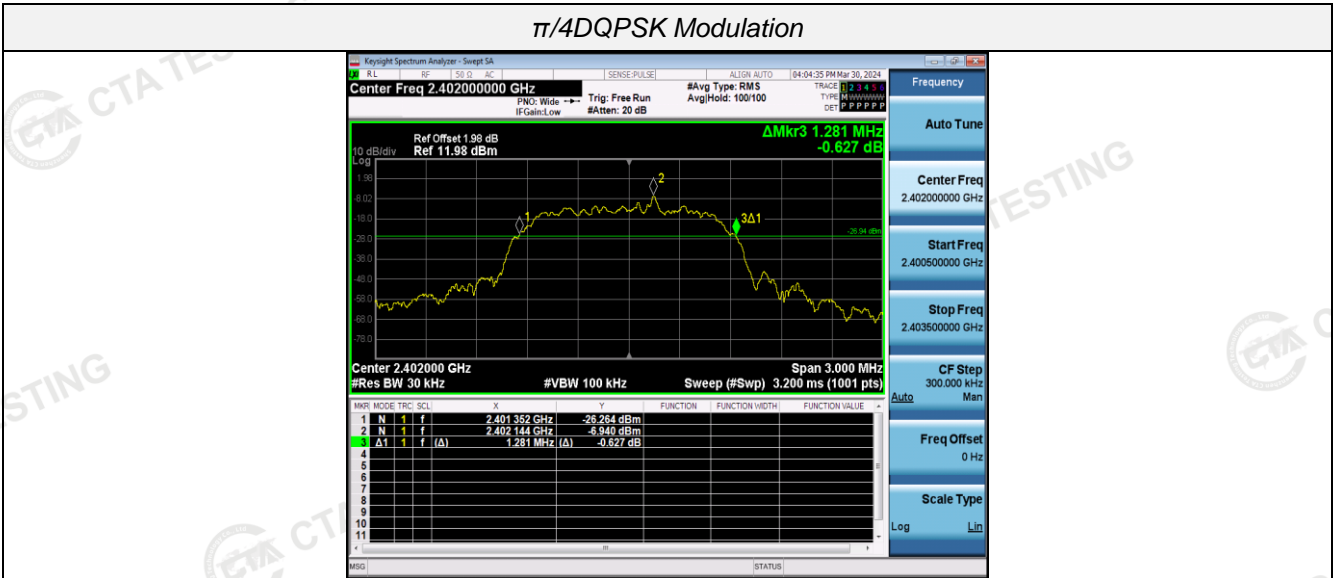 π/4DQPSK Modulation
Keysight Spectrum Analyzer - Swept SA
RL RF 50 Ω AC SENSE:PULSE ALIGN AUTO 04:04:35 PM Mar 30, 2024
Center Freq 2.402000000 GHz
PNO: Wide
IFGain:Low
Trig: Free Run
#Atten: 20 dB
#Avg Type: RMS
Avg|Hold: 100/100
TRACE 1 2 3 4 5 6
TYPE M
DET P P P P P P
Ref Offset 1.98 dB
10 dB/div Ref 11.98 dBm
Log
ΔMkr3 1.281 MHz
-0.627 dB
1.98
-8.02
-18.0
-28.0
-38.0
-48.0
-58.0
-68.0
-78.0
1
2
3Δ1
-26.94 dBm
Center 2.402000 GHz Span 3.000 MHz
#Res BW 30 kHz #VBW 100 kHz Sweep (#Swp) 3.200 ms (1001 pts)
MKR MODE TRC SCL X Y FUNCTION FUNCTION WIDTH FUNCTION VALUE
1 N 1 f 2.401 352 GHz -26.264 dBm
2 N 1 f 2.402 144 GHz -6.940 dBm
3 Δ1 1 f (Δ) 1.281 MHz (Δ) -0.627 dB
4
5
6
7
8
9
10
11
MSG STATUS
Frequency
Auto Tune
Center Freq
2.402000000 GHz
Start Freq
2.400500000 GHz
Stop Freq
2.403500000 GHz
CF Step
300.000 kHz
Auto Man
Freq Offset
0 Hz
Scale Type
Log Lin
CTA TES
TESTING
STING
CTA